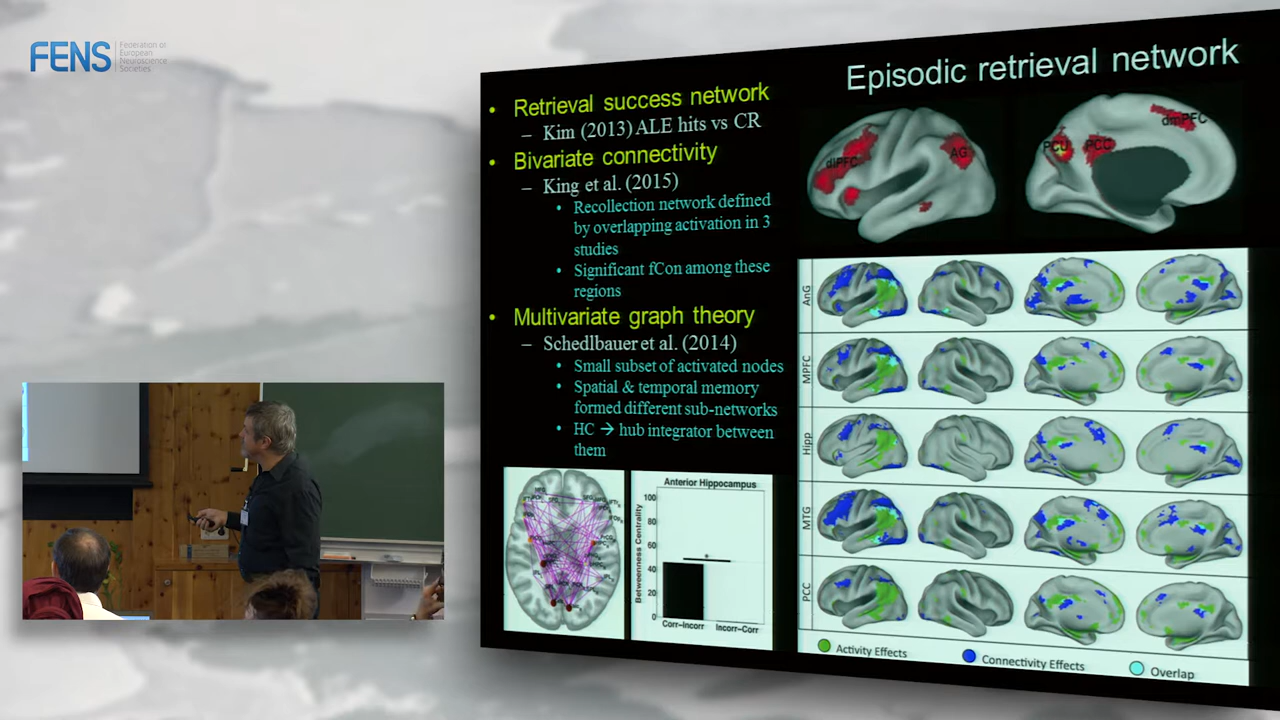 FENS
Federation of
European
Neuroscience
Societies
Episodic retrieval network
• Retrieval success network
– Kim (2013) ALE hits vs CR
• Bivariate connectivity
– King et al. (2015)
• Recollection network defined
by overlapping activation in 3
studies
• Significant fCon among these
regions
• Multivariate graph theory
– Schedlbauer et al. (2014)
• Small subset of activated nodes
• Spatial & temporal memory
formed different sub-networks
• HC → hub integrator between
them
dlPFC
AG
PCU
PCC
dmPFC
AnG
MPFC
Hipp
MTG
PCC
Activity Effects
Connectivity Effects
Overlap
Anterior Hippocampus
Betweenness Centrality
100
80
60
40
20
0
*
Corr–Incorr
Incorr–Corr